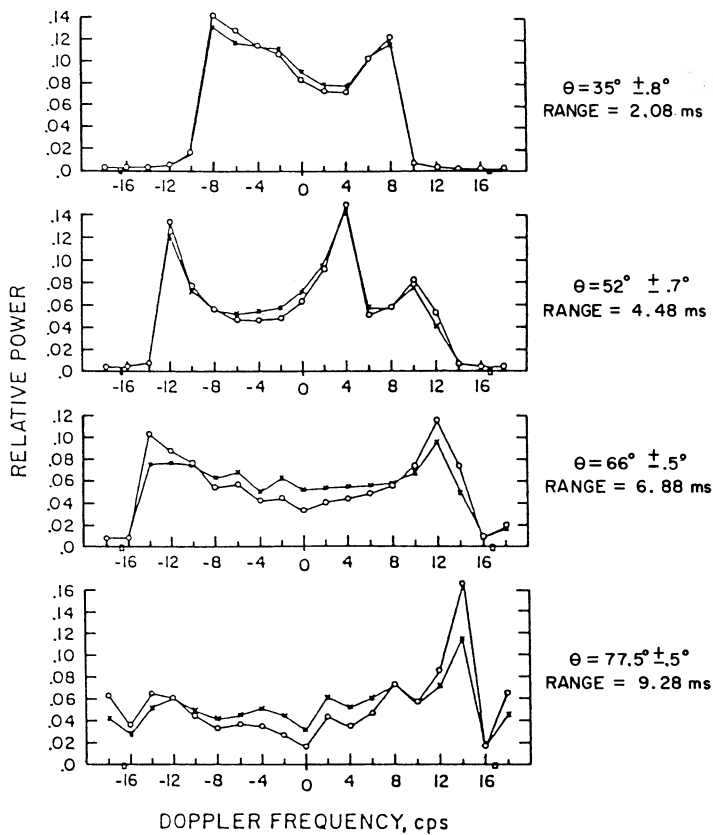 RELATIVE POWER
.14
.12
.10
.08
.06
.04
.02
.0
-16 -12 -8 -4 0 4 8 12 16
θ = 35° ± .8°
RANGE = 2.08 ms
.14
.12
.10
.08
.06
.04
.02
.0
-16 -12 -8 -4 0 4 8 12 16
θ = 52° ± .7°
RANGE = 4.48 ms
.12
.10
.08
.06
.04
.02
.0
-16 -12 -8 -4 0 4 8 12 16
θ = 66° ± .5°
RANGE = 6.88 ms
.16
.14
.12
.10
.08
.06
.04
.02
.0
-16 -12 -8 -4 0 4 8 12 16
θ = 77.5° ± .5°
RANGE = 9.28 ms
DOPPLER FREQUENCY, cps